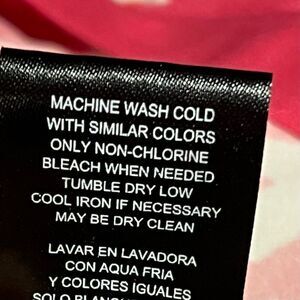 MACHINE WASH COLD
WITH SIMILAR COLORS
ONLY NON-CHLORINE
BLEACH WHEN NEEDED
TUMBLE DRY LOW
COOL IRON IF NECESSARY
MAY BE DRY CLEAN
LAVAR EN LAVADORA
CON AQUA FRIA
Y COLORES IGUALES
SOLO